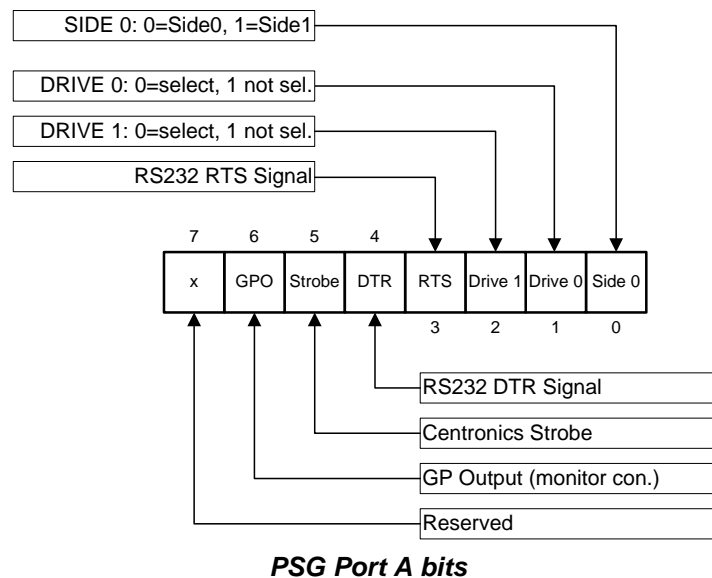 SIDE 0: 0=Side0, 1=Side1
DRIVE 0: 0=select, 1 not sel.
DRIVE 1: 0=select, 1 not sel.
RS232 RTS Signal
7 6 5 4
x GPO Strobe DTR RTS Drive 1 Drive 0 Side 0
3 2 1 0
RS232 DTR Signal
Centronics Strobe
GP Output (monitor con.)
Reserved
PSG Port A bits